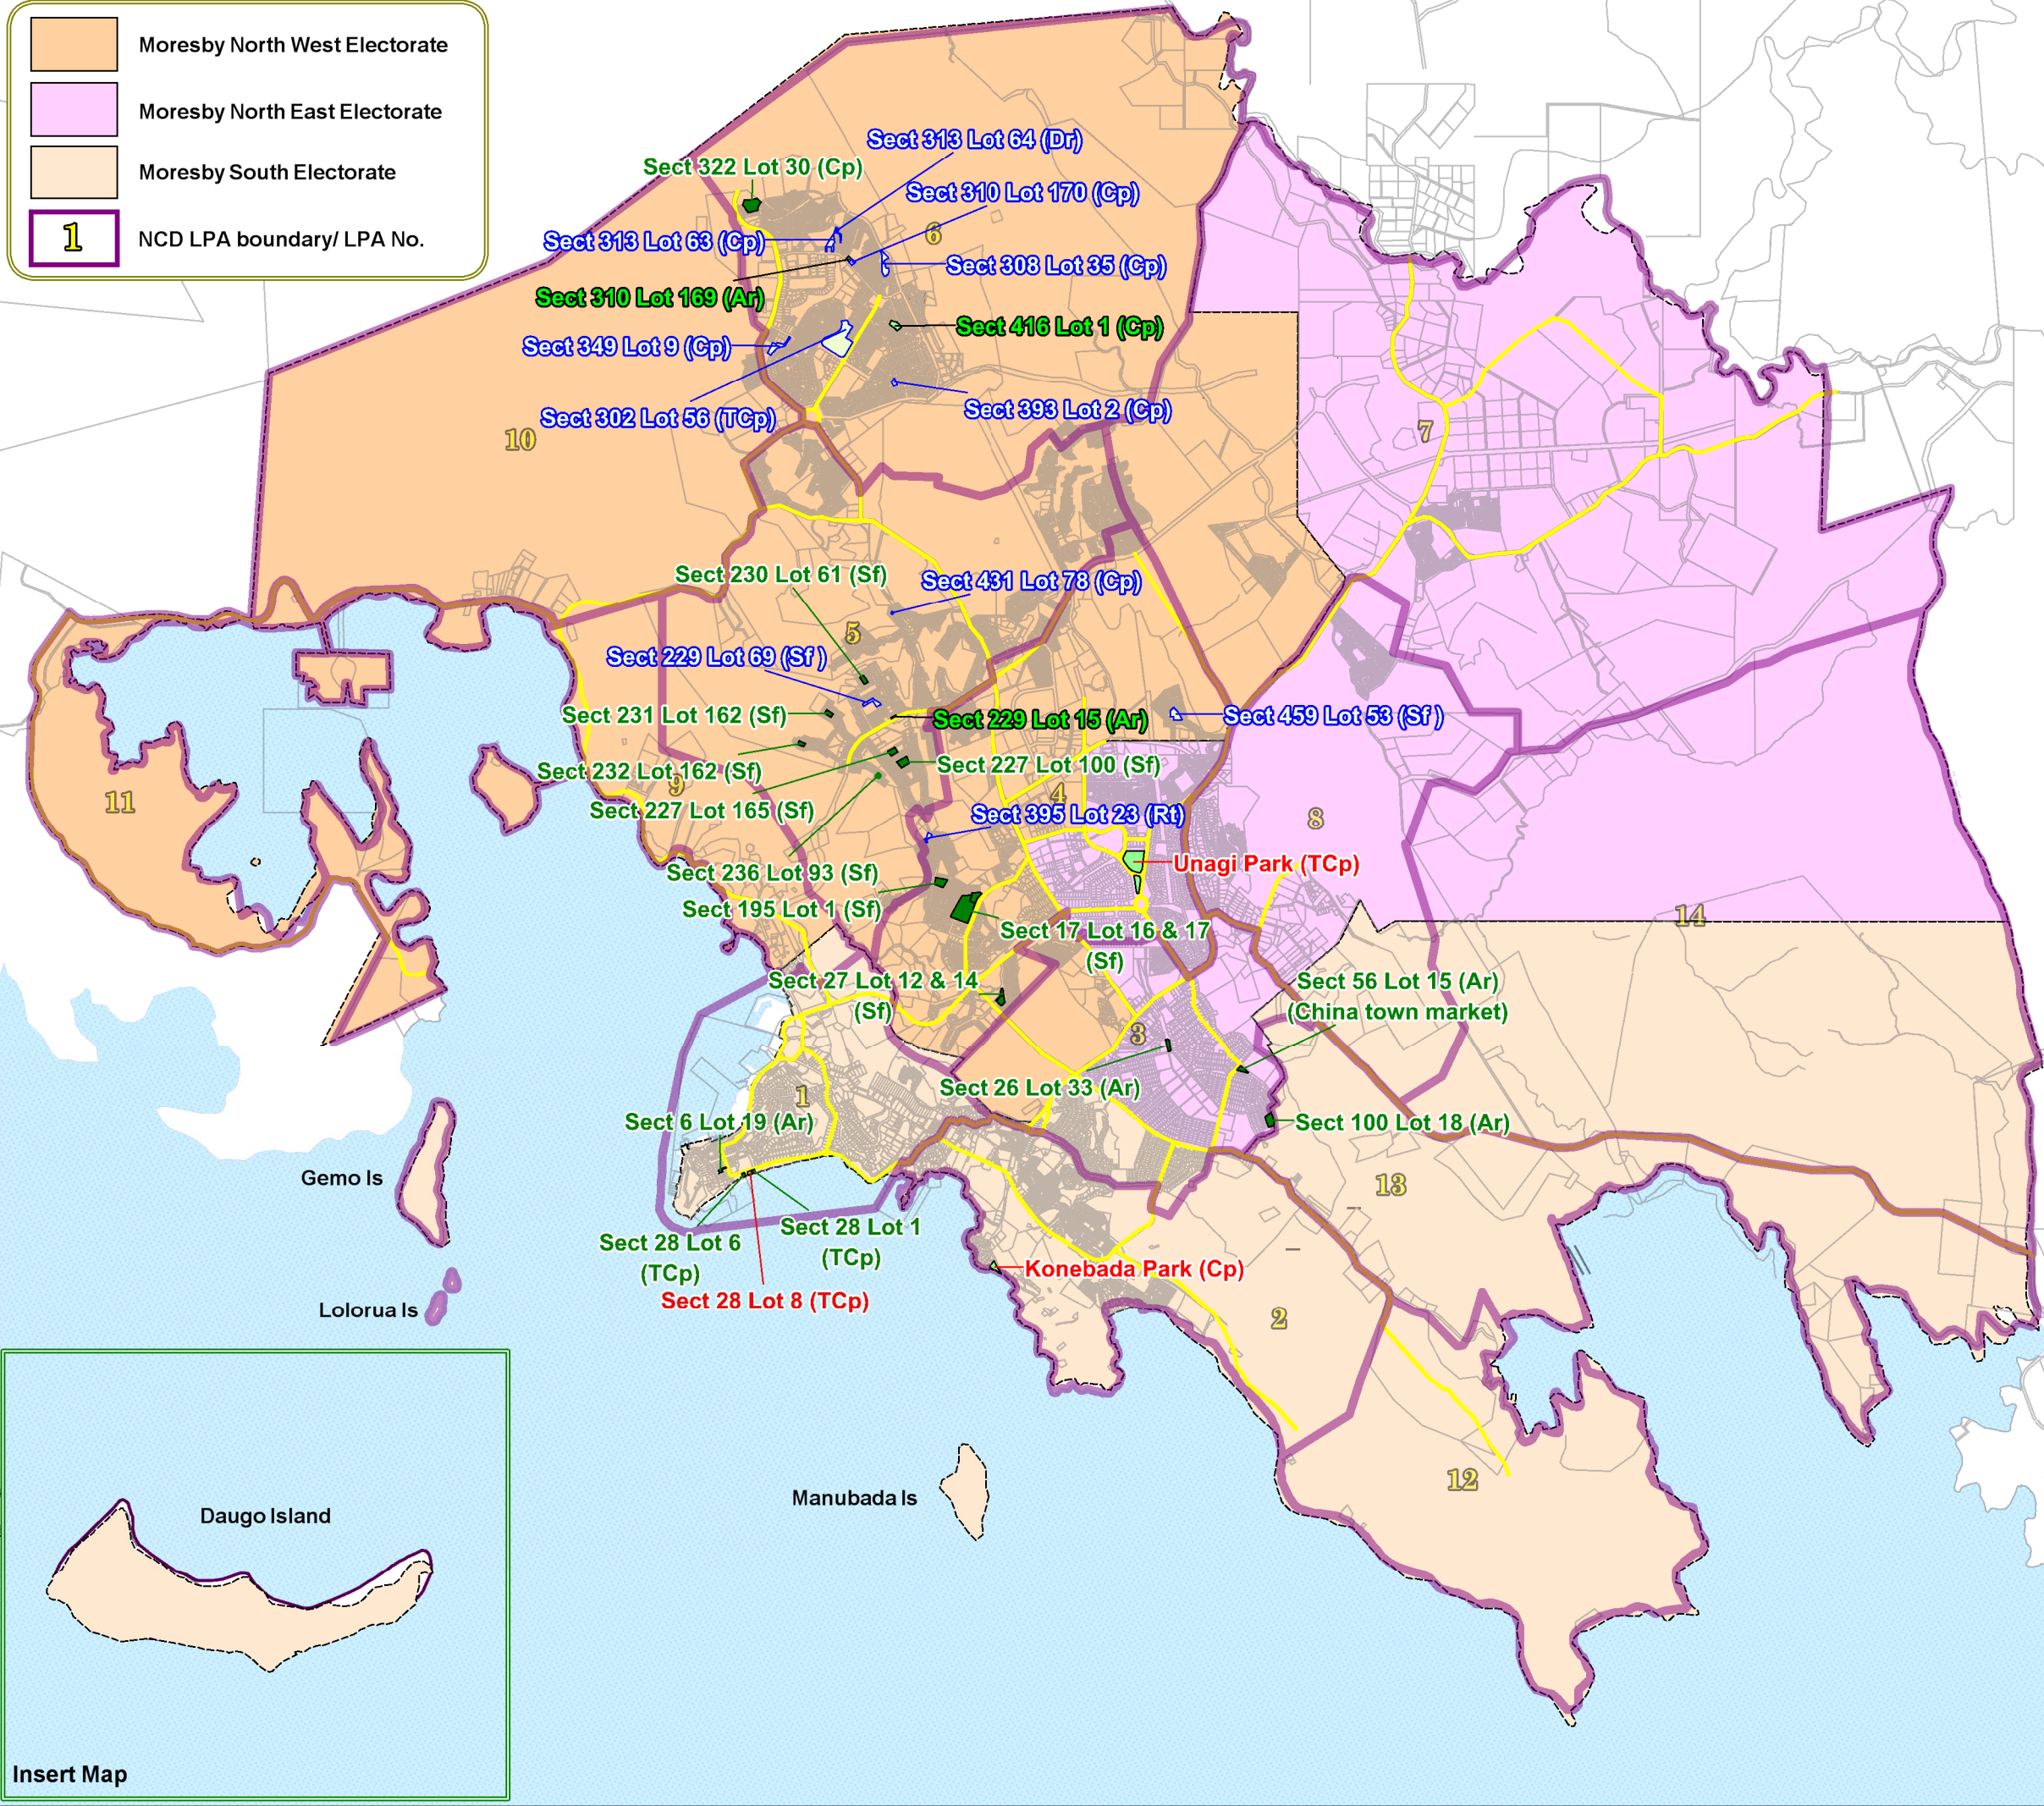 Moresby North West Electorate
Moresby North East Electorate
Moresby South Electorate
1 NCD LPA boundary/ LPA No.
Sect 313 Lot 64 (Dr)
Sect 322 Lot 30 (Cp)
Sect 310 Lot 170 (Cp)
6
Sect 313 Lot 63 (Cp)
Sect 308 Lot 35 (Cp)
Sect 310 Lot 169 (Ar)
Sect 416 Lot 1 (Cp)
Sect 349 Lot 9 (Cp)
Sect 393 Lot 2 (Cp)
Sect 302 Lot 56 (TCp)
7
10
Sect 230 Lot 61 (Sf)
Sect 431 Lot 78 (Cp)
5
Sect 229 Lot 69 (Sf )
Sect 231 Lot 162 (Sf)
Sect 229 Lot 15 (Ar)
Sect 459 Lot 53 (Sf )
Sect 232 Lot 162 (Sf)
Sect 227 Lot 100 (Sf)
9
4
11
Sect 227 Lot 165 (Sf)
Sect 395 Lot 23 (Rt)
8
Unagi Park (TCp)
Sect 236 Lot 93 (Sf)
Sect 195 Lot 1 (Sf)
14
Sect 17 Lot 16 & 17
(Sf)
Sect 27 Lot 12 & 14
(Sf)
Sect 56 Lot 15 (Ar)
(China town market)
3
Sect 26 Lot 33 (Ar)
1
Sect 6 Lot 19 (Ar)
Sect 100 Lot 18 (Ar)
Gemo Is
13
Sect 28 Lot 1
(TCp)
Sect 28 Lot 6
(TCp)
Konebada Park (Cp)
Sect 28 Lot 8 (TCp)
Lolorua Is
2
12
Manubada Is
Daugo Island
Insert Map